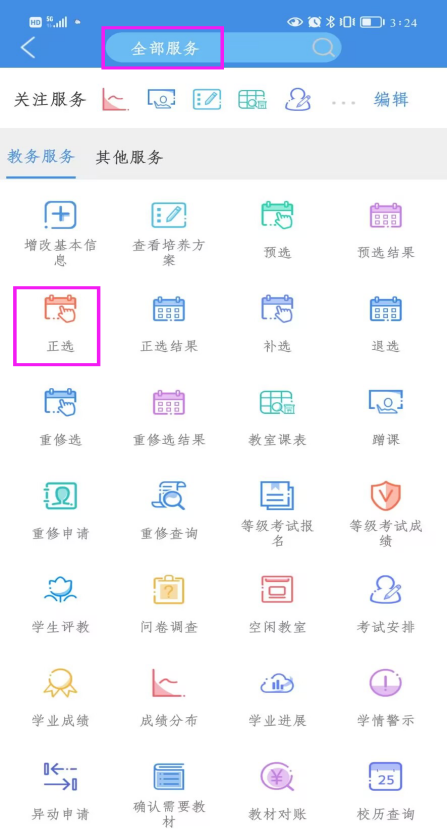 HD 5G 3:24
全部服务
关注服务 ... 编辑
教务服务 其他服务
增改基本信
息
查看培养方
案
预选
预选结果
正选
正选结果
补选
退选
重修选
重修选结果
教室课表
蹭课
重修申请
重修查询
等级考试报
名
等级考试成
绩
学生评教
问卷调查
空闲教室
考试安排
学业成绩
成绩分布
学业进展
学情警示
异动申请
确认需要教
材
教材对账
25
校历查询